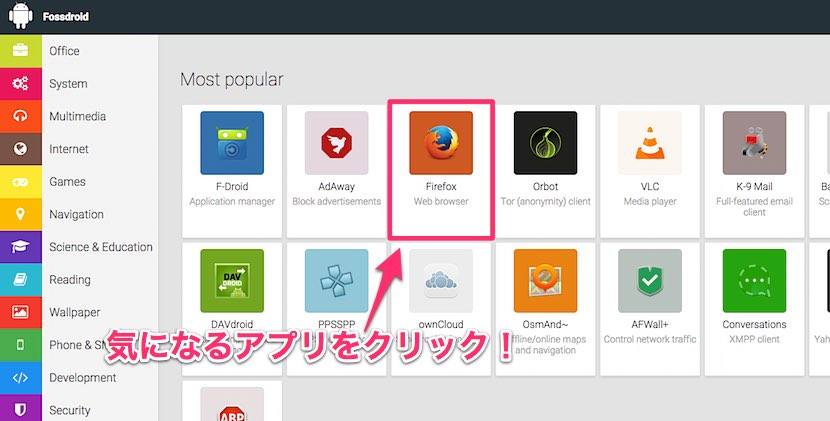 Fossdroid
Office
System
Multimedia
Internet
Games
Navigation
Science & Education
Reading
Wallpaper
Phone & SM
Development
Security
Most popular
F-Droid
Application manager
AdAway
Block advertisements
Firefox
Web browser
Orbot
Tor (anonymity) client
VLC
Media player
K-9 Mail
Full-featured email
client
Ba
Sc
DAV
DROID
DAVdroid
PPSSPP
ownCloud
OsmAnd~
offline/online maps
and navigation
AFWall+
Control network traffic
Conversations
XMPP client
Yah
気になるアプリをクリック！
ABP